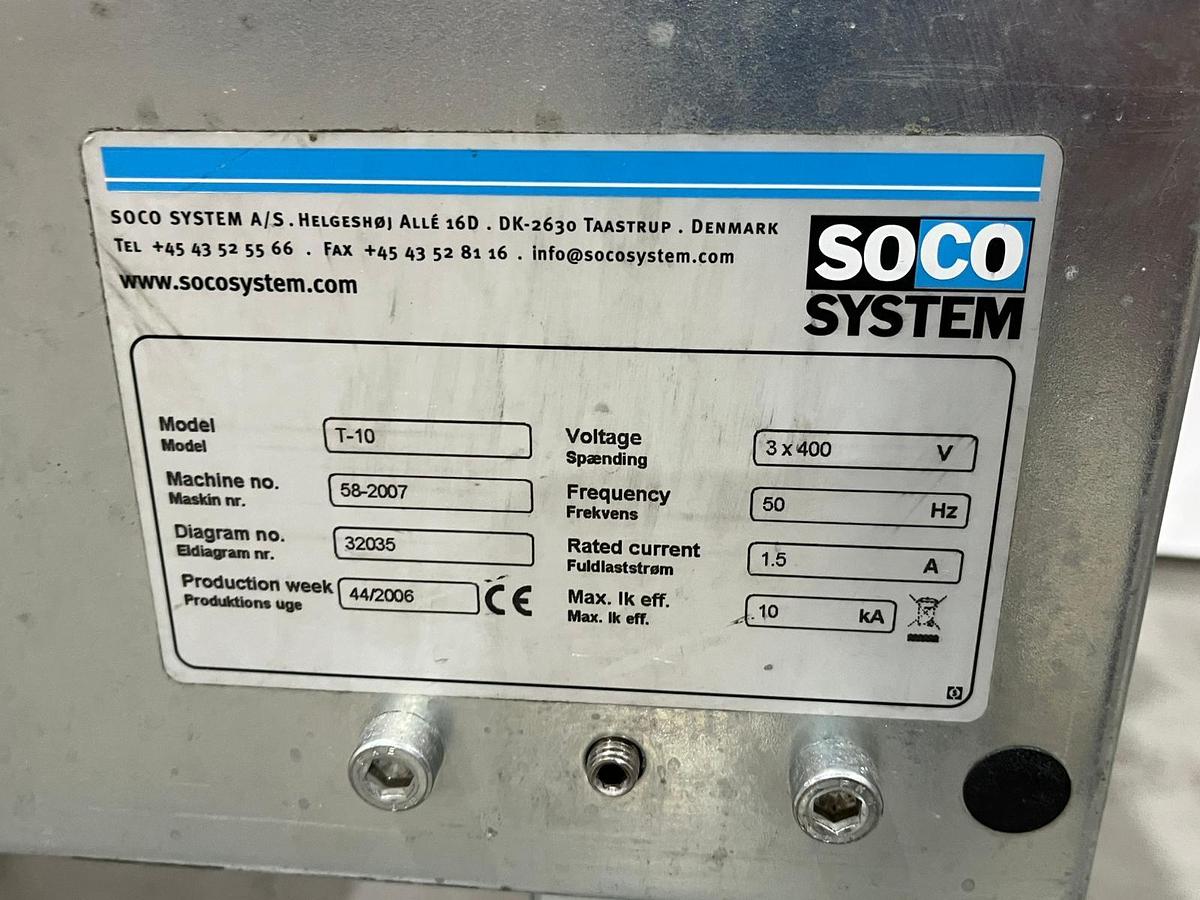 SOCO SYSTEM A/S . HELGESHØJ ALLÉ 16D . DK-2630 TAASTRUP . DENMARK
TEL +45 43 52 55 66 . FAX +45 43 52 81 16 . info@socosystem.com
www.socosystem.com
SOCO
SYSTEM
Model
Model
T-10
Voltage
Spænding
3 x 400 V
Machine no.
Maskin nr.
58-2007
Frequency
Frekvens
50 Hz
Diagram no.
Eldiagram nr.
32035
Rated current
Fuldlaststrøm
1.5 A
Production week
Produktions uge
44/2006
CE
Max. Ik eff.
Max. Ik eff.
10 kA